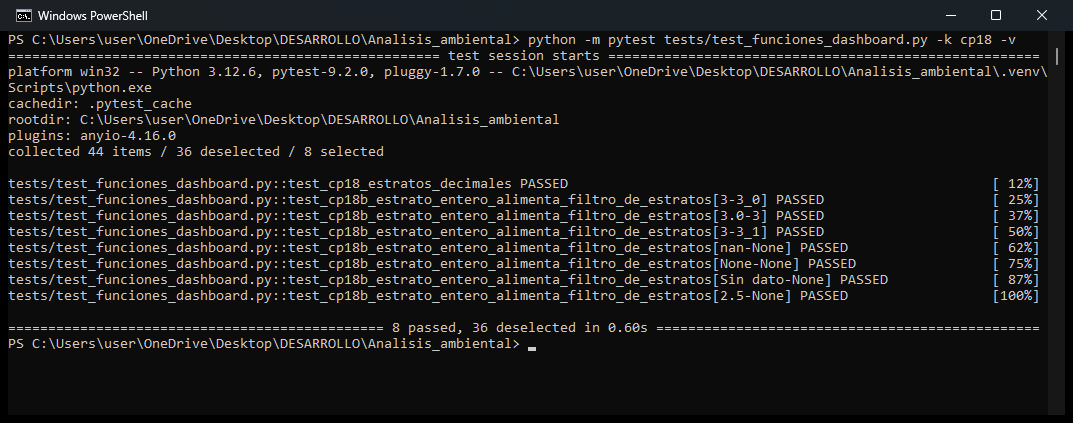 Windows PowerShell
PS C:\Users\user\OneDrive\Desktop\DESARROLLO\Analisis_ambiental> python -m pytest tests/test_funciones_dashboard.py -k cp18 -v
====================================================== test session starts ======================================================
platform win32 -- Python 3.12.6, pytest-9.2.0, pluggy-1.7.0 -- C:\Users\user\OneDrive\Desktop\DESARROLLO\Analisis_ambiental\.venv\
Scripts\python.exe
cachedir: .pytest_cache
rootdir: C:\Users\user\OneDrive\Desktop\DESARROLLO\Analisis_ambiental
plugins: anyio-4.16.0
collected 44 items / 36 deselected / 8 selected
tests/test_funciones_dashboard.py::test_cp18_estratos_decimales PASSED [ 12%]
tests/test_funciones_dashboard.py::test_cp18b_estrato_entero_alimenta_filtro_de_estratos[3-3_0] PASSED [ 25%]
tests/test_funciones_dashboard.py::test_cp18b_estrato_entero_alimenta_filtro_de_estratos[3.0-3] PASSED [ 37%]
tests/test_funciones_dashboard.py::test_cp18b_estrato_entero_alimenta_filtro_de_estratos[3-3_1] PASSED [ 50%]
tests/test_funciones_dashboard.py::test_cp18b_estrato_entero_alimenta_filtro_de_estratos[nan-None] PASSED [ 62%]
tests/test_funciones_dashboard.py::test_cp18b_estrato_entero_alimenta_filtro_de_estratos[None-None] PASSED [ 75%]
tests/test_funciones_dashboard.py::test_cp18b_estrato_entero_alimenta_filtro_de_estratos[Sin dato-None] PASSED [ 87%]
tests/test_funciones_dashboard.py::test_cp18b_estrato_entero_alimenta_filtro_de_estratos[2.5-None] PASSED [100%]
=============================================== 8 passed, 36 deselected in 0.60s ================================================
PS C:\Users\user\OneDrive\Desktop\DESARROLLO\Analisis_ambiental>